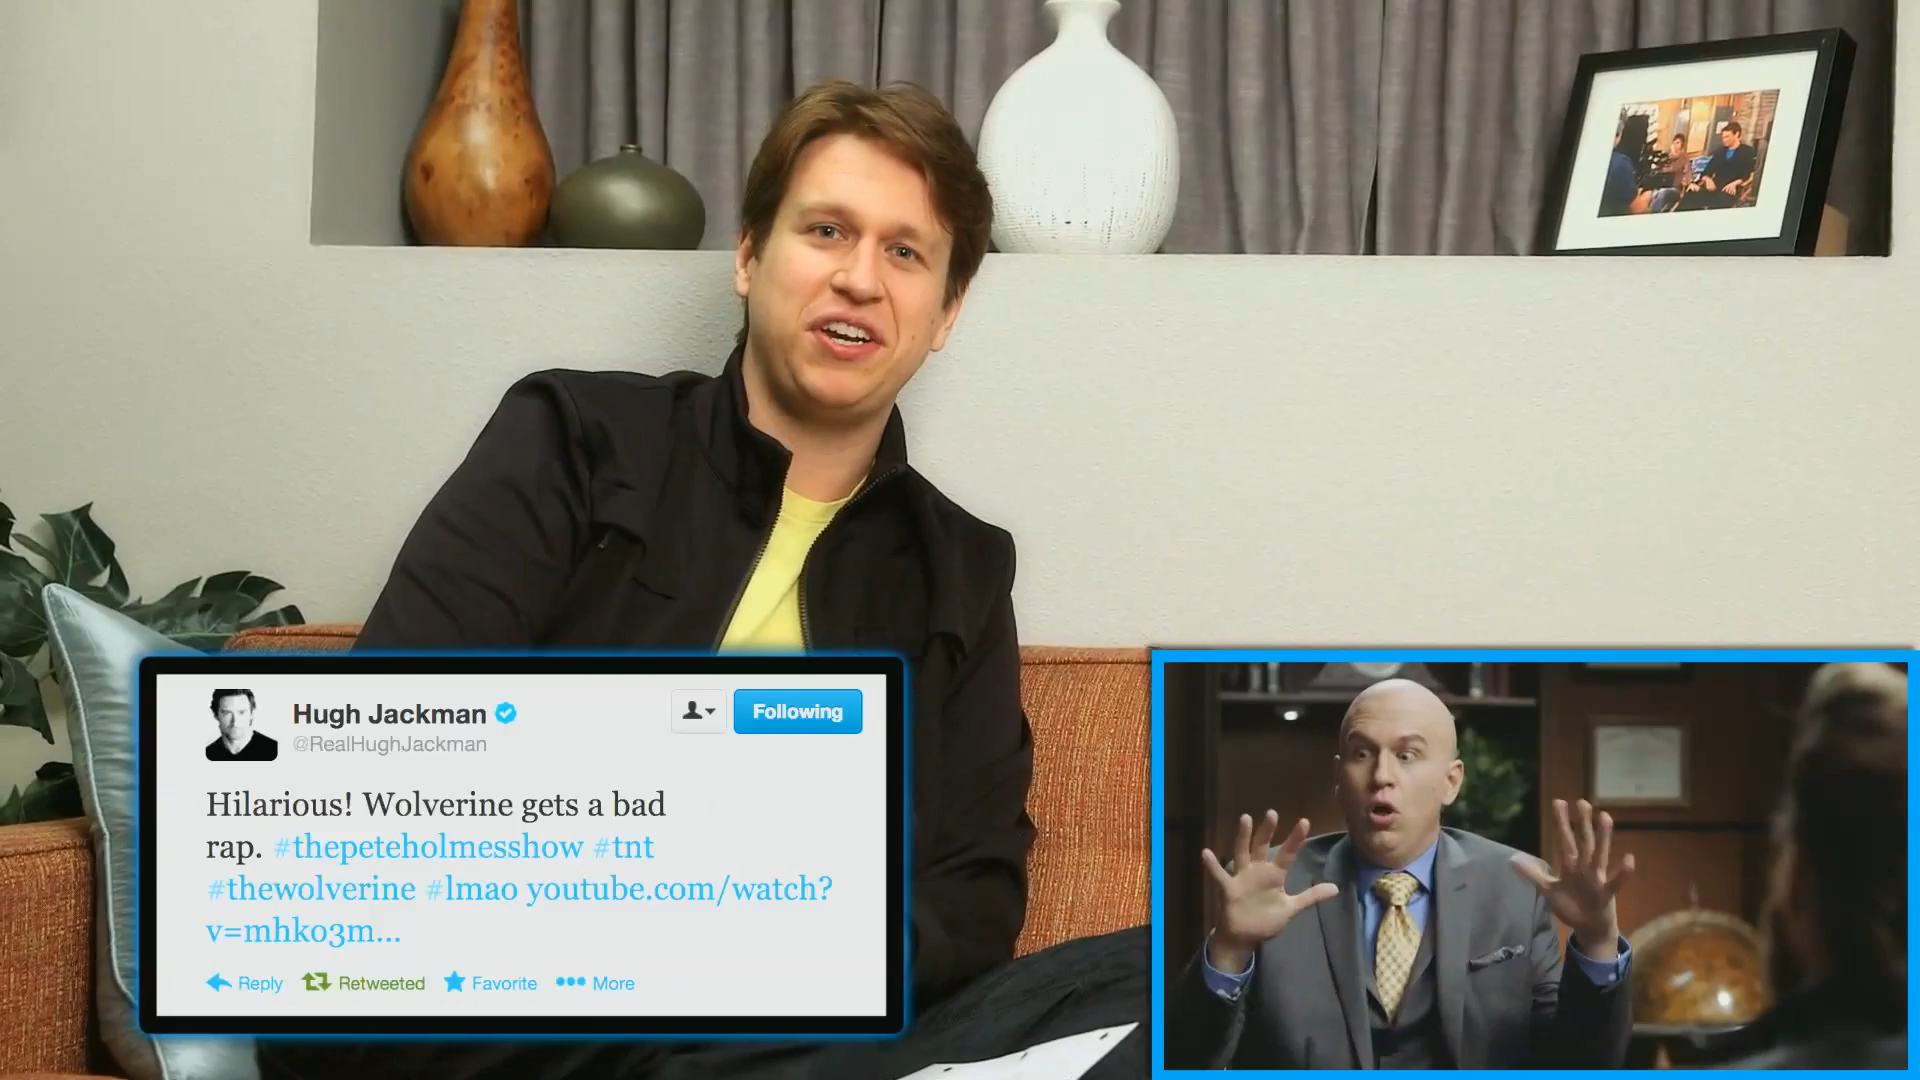 Hugh Jackman
@RealHughJackman
Following
Hilarious! Wolverine gets a bad
rap. #thepeteholmesshow #tnt
#thewolverine #lmao youtube.com/watch?
v=mhko3m...
Reply Retweeted Favorite More